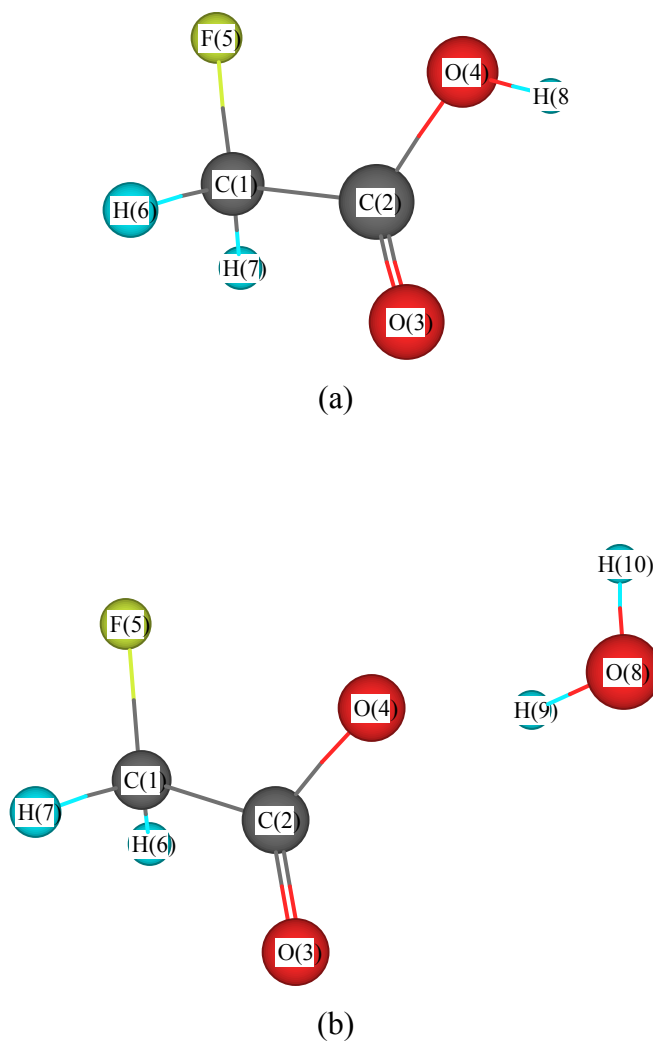 F(5)
O(4)
H(8
C(1)
C(2)
H(6)
H(7)
O(3)
(a)
H(10)
F(5)
O(8)
O(4)
H(9)
C(1)
H(7)
C(2)
H(6)
O(3)
(b)